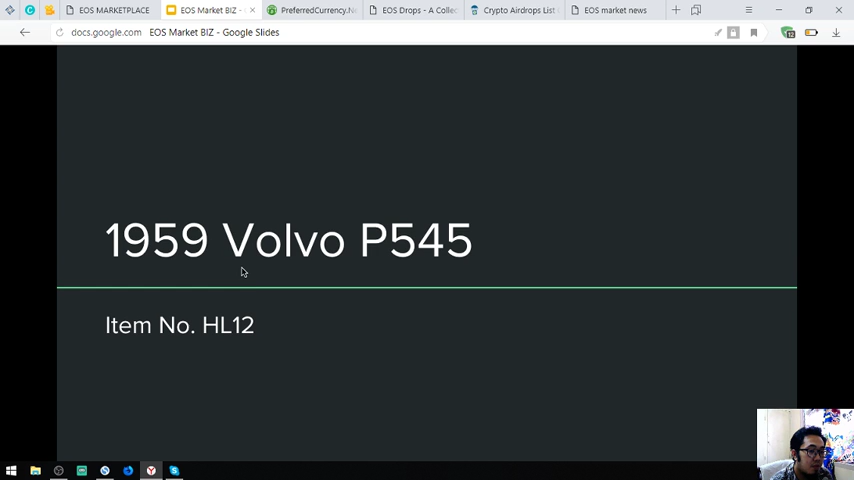 EOS MARKETPLACE
EOS Market BIZ -
PreferredCurrency.N
EOS Drops - A Collec
Crypto Airdrops List
EOS market news
docs.google.com EOS Market BIZ - Google Slides
12
1959 Volvo P545
Item No. HL12